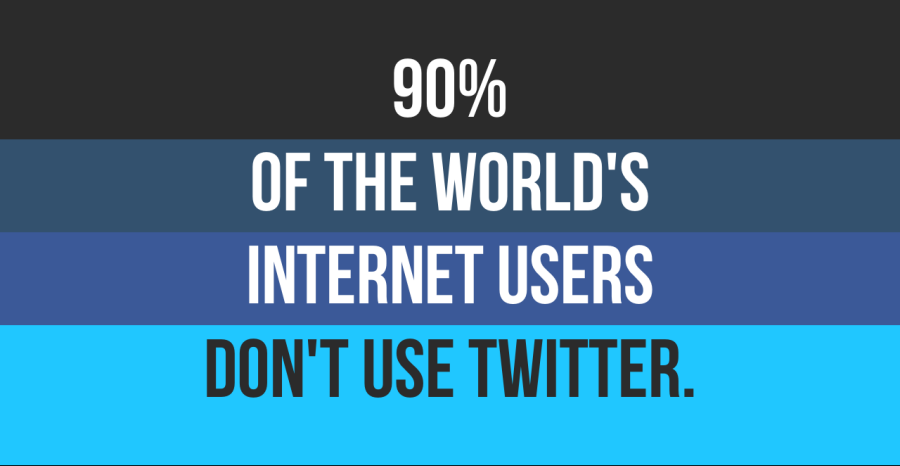 90%
OF THE WORLD'S
INTERNET USERS
DON'T USE TWITTER.